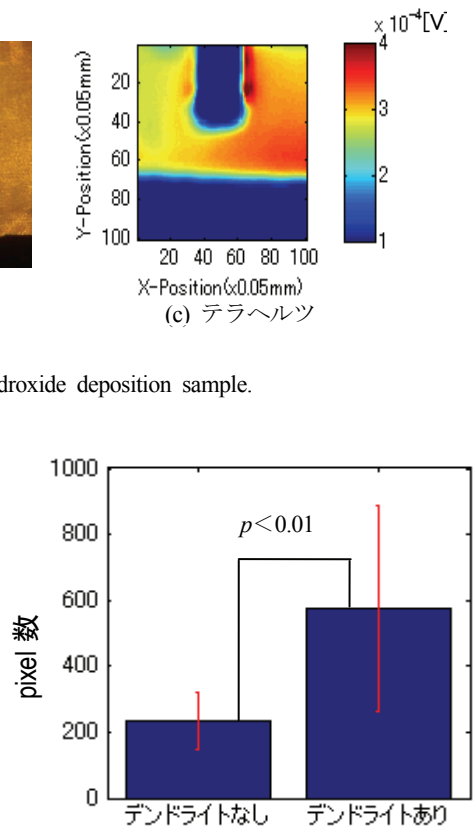 x 10⁻⁴[V]
4
3
2
1
Y-Position(x0.05mm)
20
40
60
80
100
20 40 60 80 100
X-Position(x0.05mm)
(c) テラヘルツ
droxide deposition sample.
pixel 数
1000
800
600
400
200
0
p＜0.01
デンドライトなし デンドライトあり